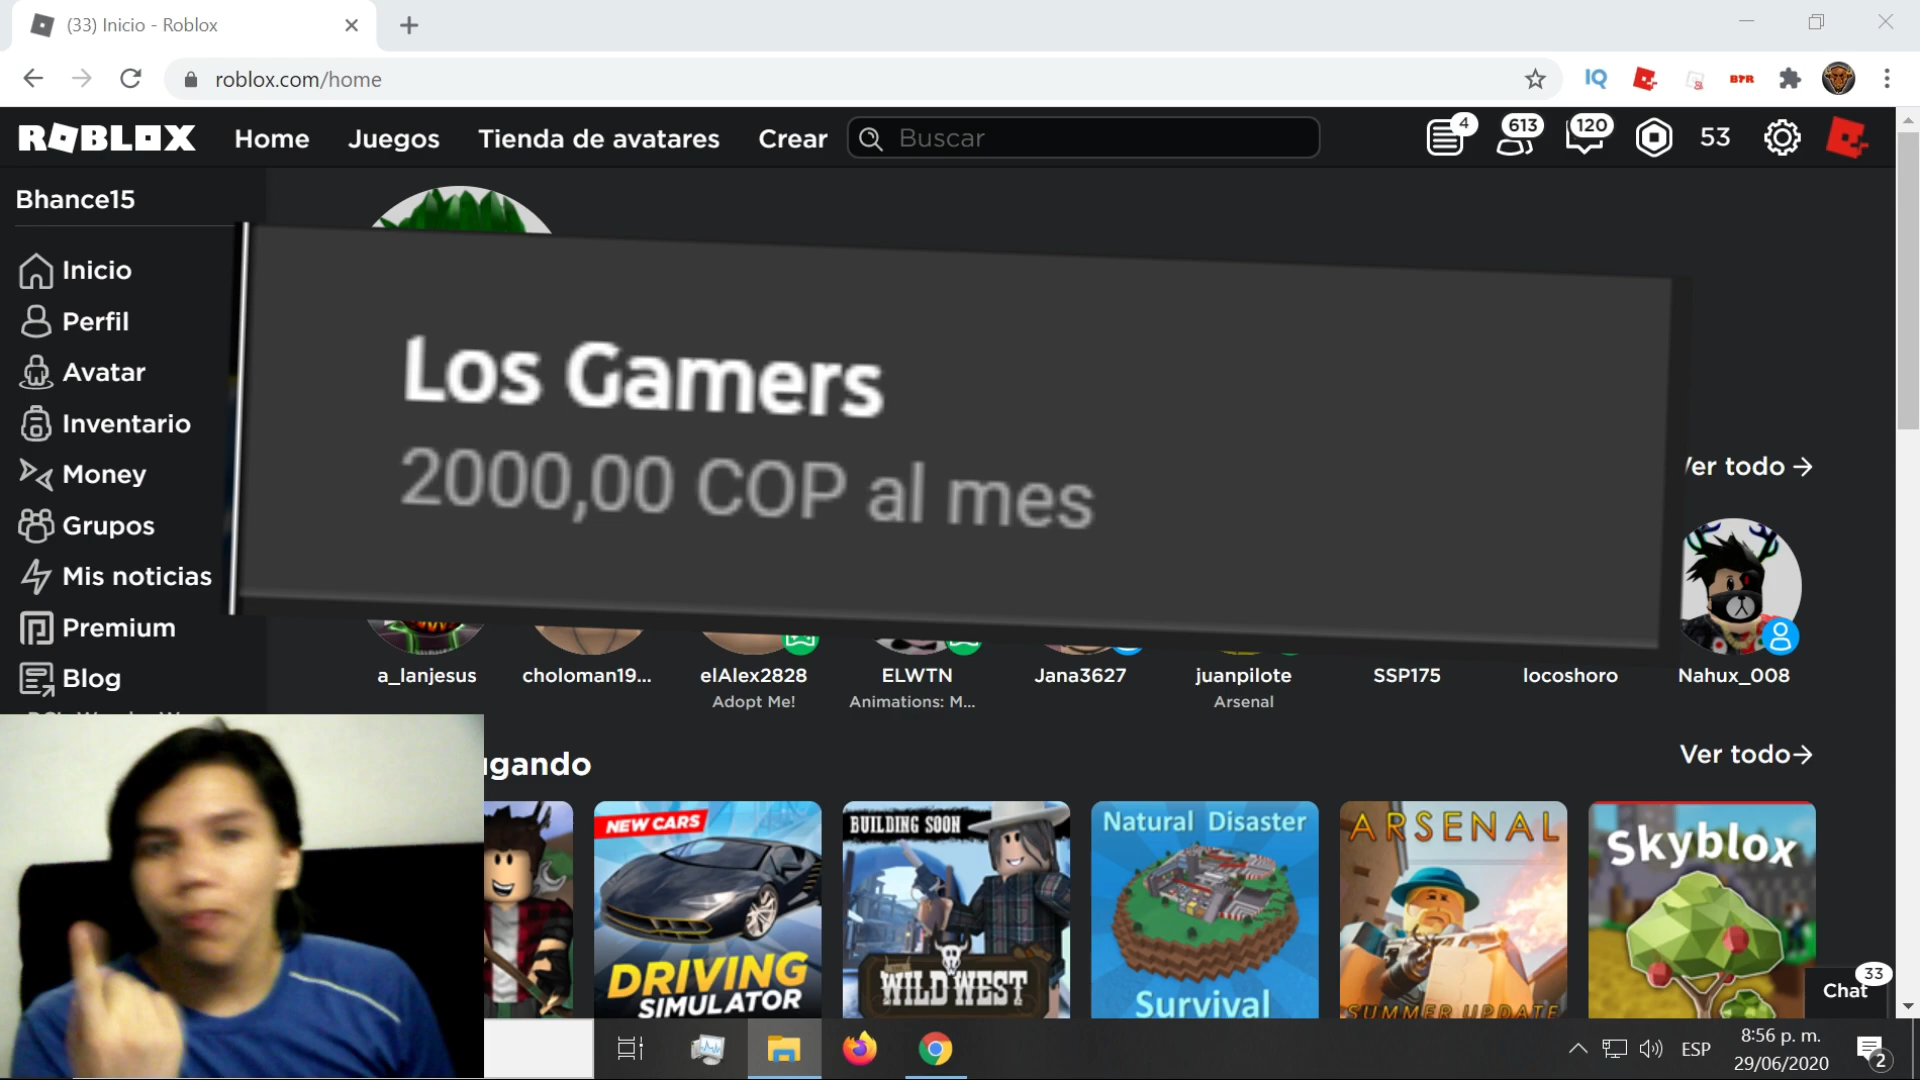 (33) Inicio - Roblox
roblox.com/home
IQ
BTR
ROBLOX
Home
Juegos
Tienda de avatares
Crear
Buscar
4
613
120
53
Bhance15
Inicio
Perfil
Avatar
Inventario
Money
Grupos
Mis noticias
Premium
Blog
Los Gamers
2000,00 COP al mes
Ver todo
a_lanjesus
choloman19...
elAlex2828
ELWTN
Jana3627
juanpilote
SSP175
locoshoro
Nahux_008
Adopt Me!
Animations: M...
Arsenal
ugando
Ver todo
NEW CARS
DRIVING
SIMULATOR
BUILDING SOON
WILD WEST
Natural Disaster
Survival
ARSENAL
SUMMER UPDATE
Skyblox
Chat
33
ESP
8:56 p. m.
29/06/2020
2